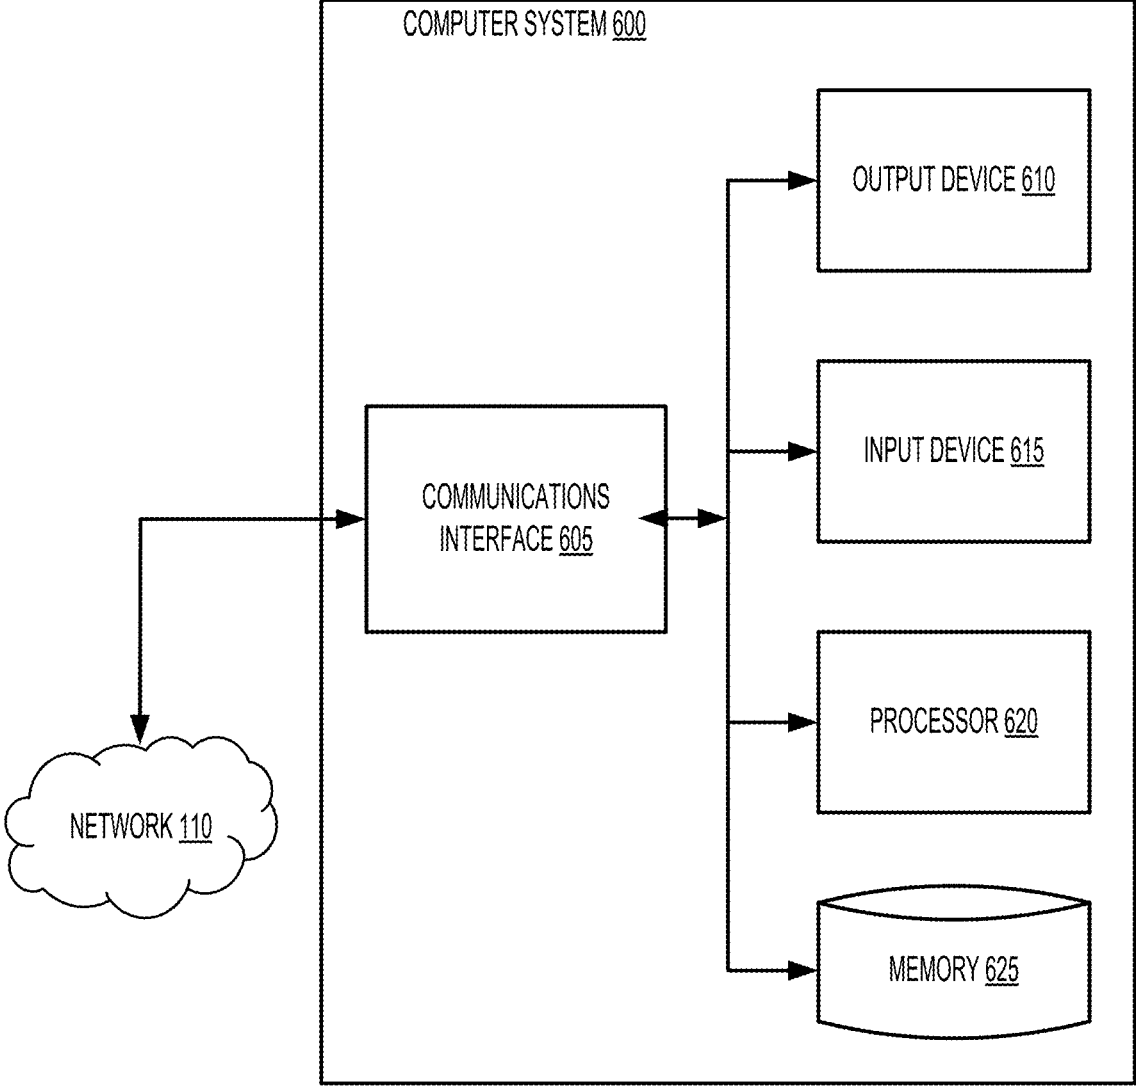 COMPUTER SYSTEM 600
OUTPUT DEVICE 610
INPUT DEVICE 615
COMMUNICATIONS
INTERFACE 605
PROCESSOR 620
NETWORK 110
MEMORY 625